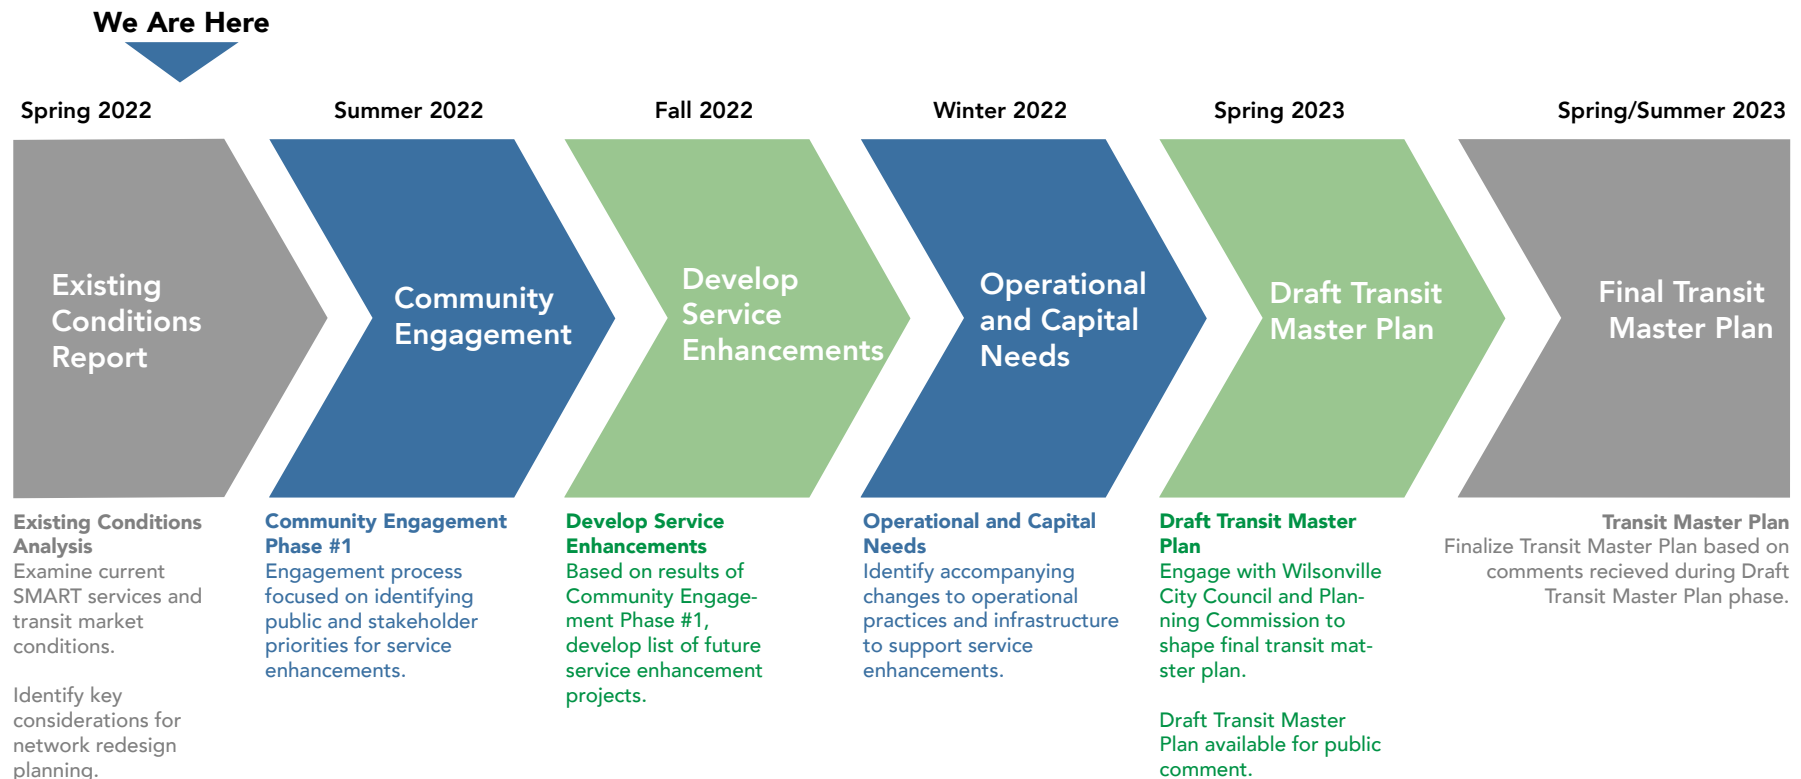 We Are Here
Spring 2022
Summer 2022
Fall 2022
Winter 2022
Spring 2023
Spring/Summer 2023
Existing
Conditions
Report
Community
Engagement
Develop
Service
Enhancements
Operational
and Capital
Needs
Draft Transit
Master Plan
Final Transit
Master Plan
Existing Conditions
Analysis
Examine current
SMART services and
transit market
conditions.
Identify key
considerations for
network redesign
planning.
Community Engagement
Phase #1
Engagement process
focused on identifying
public and stakeholder
priorities for service
enhancements.
Develop Service
Enhancements
Based on results of
Community Engage-
ment Phase #1,
develop list of future
service enhancement
projects.
Operational and Capital
Needs
Identify accompanying
changes to operational
practices and infrastructure
to support service
enhancements.
Draft Transit Master
Plan
Engage with Wilsonville
City Council and Plan-
ning Commission to
shape final transit mat-
ster plan.
Draft Transit Master
Plan available for public
comment.
Transit Master Plan
Finalize Transit Master Plan based on
comments recieved during Draft
Transit Master Plan phase.